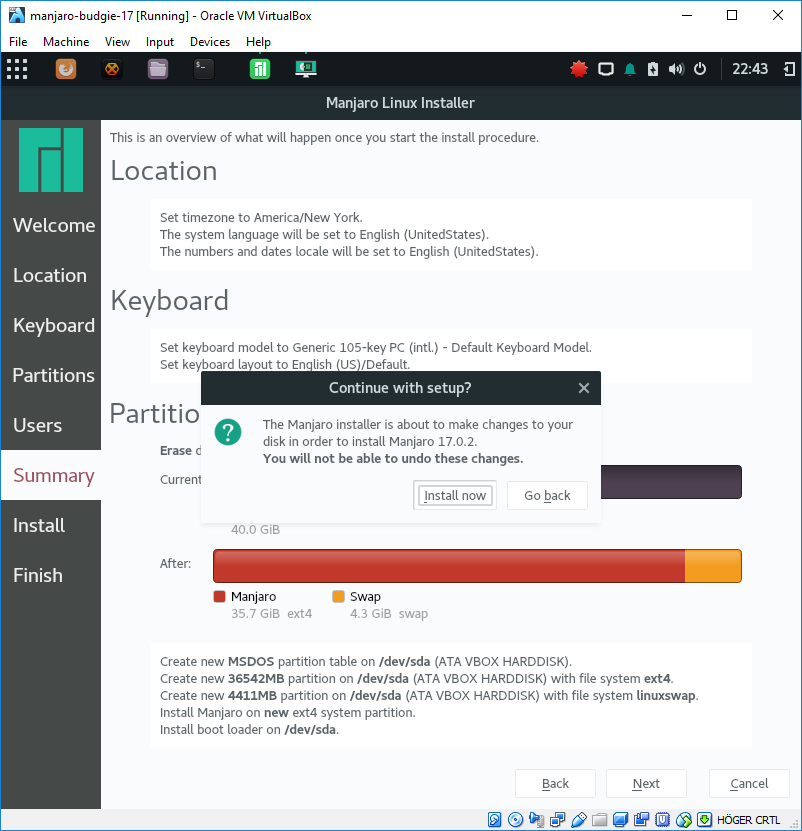 manjaro-budgie-17 [Running] - Oracle VM VirtualBox
File Machine View Input Devices Help
22:43
Manjaro Linux Installer
This is an overview of what will happen once you start the install procedure.
Location
Set timezone to America/New York.
The system language will be set to English (UnitedStates).
The numbers and dates locale will be set to English (UnitedStates).
Keyboard
Set keyboard model to Generic 105-key PC (intl.) - Default Keyboard Model.
Set keyboard layout to English (US)/Default.
Welcome
Location
Keyboard
Partitions
Users
Summary
Install
Finish
Continue with setup?
The Manjaro installer is about to make changes to your
disk in order to install Manjaro 17.0.2.
You will not be able to undo these changes.
Install now
Go back
Erase
Current
40.0 GiB
After:
Manjaro
35.7 GiB ext4
Swap
4.3 GiB swap
Create new MSDOS partition table on /dev/sda (ATA VBOX HARDDISK).
Create new 36542MB partition on /dev/sda (ATA VBOX HARDDISK) with file system ext4.
Create new 4411MB partition on /dev/sda (ATA VBOX HARDDISK) with file system linuxswap.
Install Manjaro on new ext4 system partition.
Install boot loader on /dev/sda.
Back
Next
Cancel
HÖGER CRTL